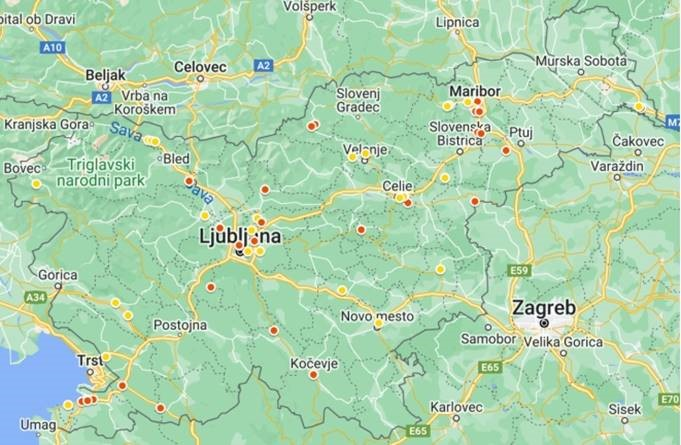 pital ob Dravi
Volšperk
Lipnica
A10
Beljak
Celovec
A2
Murska Sobota
A2
Vrba na
Koroškem
Slovenj
Gradec
Maribor
Kranjska Gora
Sava
M7
Slovenska
Bistrica
Ptuj
Čakovec
Velenje
Bled
Triglavski
narodni park
Varaždin
Bovec
Sava
Celje
Ljubljana
Gorica
E59
A34
Zagreb
Novo mesto
Postojna
Samobor
Velika Gorica
Trst
Kočevje
E65
E70
Karlovec
Sisek
Umag
E65